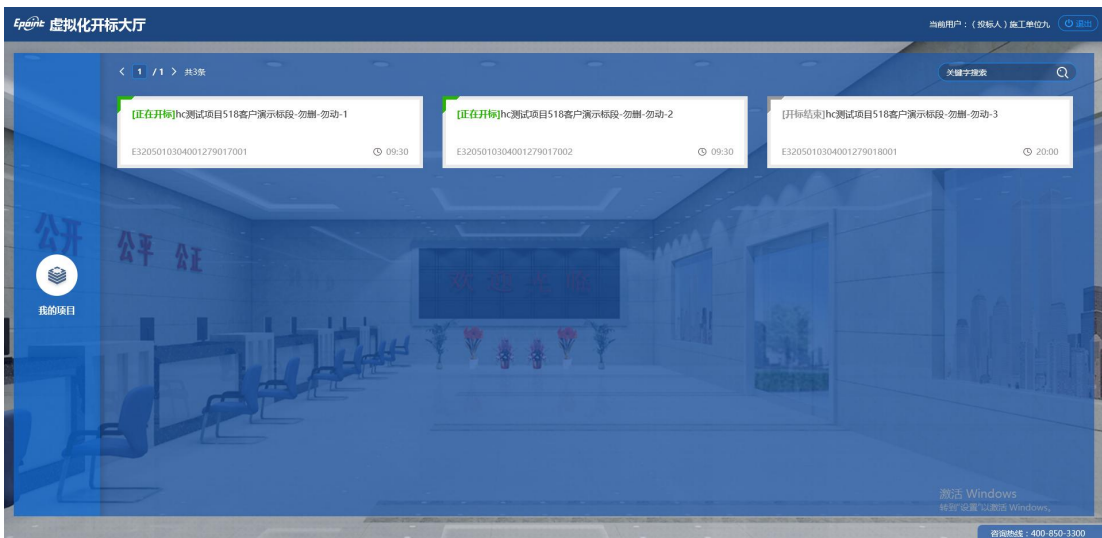 Epoint 虚拟化开标大厅
当前用户：（投标人）施工单位九 退出
1 / 1 共3条
关键字搜索
[正在开标]hc测试项目518客户演示标段-勿删-勿动-1
E3205010304001279017001 09:30
[正在开标]hc测试项目518客户演示标段-勿删-勿动-2
E3205010304001279017002 09:30
[开标结束]hc测试项目518客户演示标段-勿删-勿动-3
E3205010304001279018001 20:00
公开 公平 公正
欢迎光临
我的项目
激活 Windows
转到"设置"以激活 Windows。
咨询热线：400-850-3300